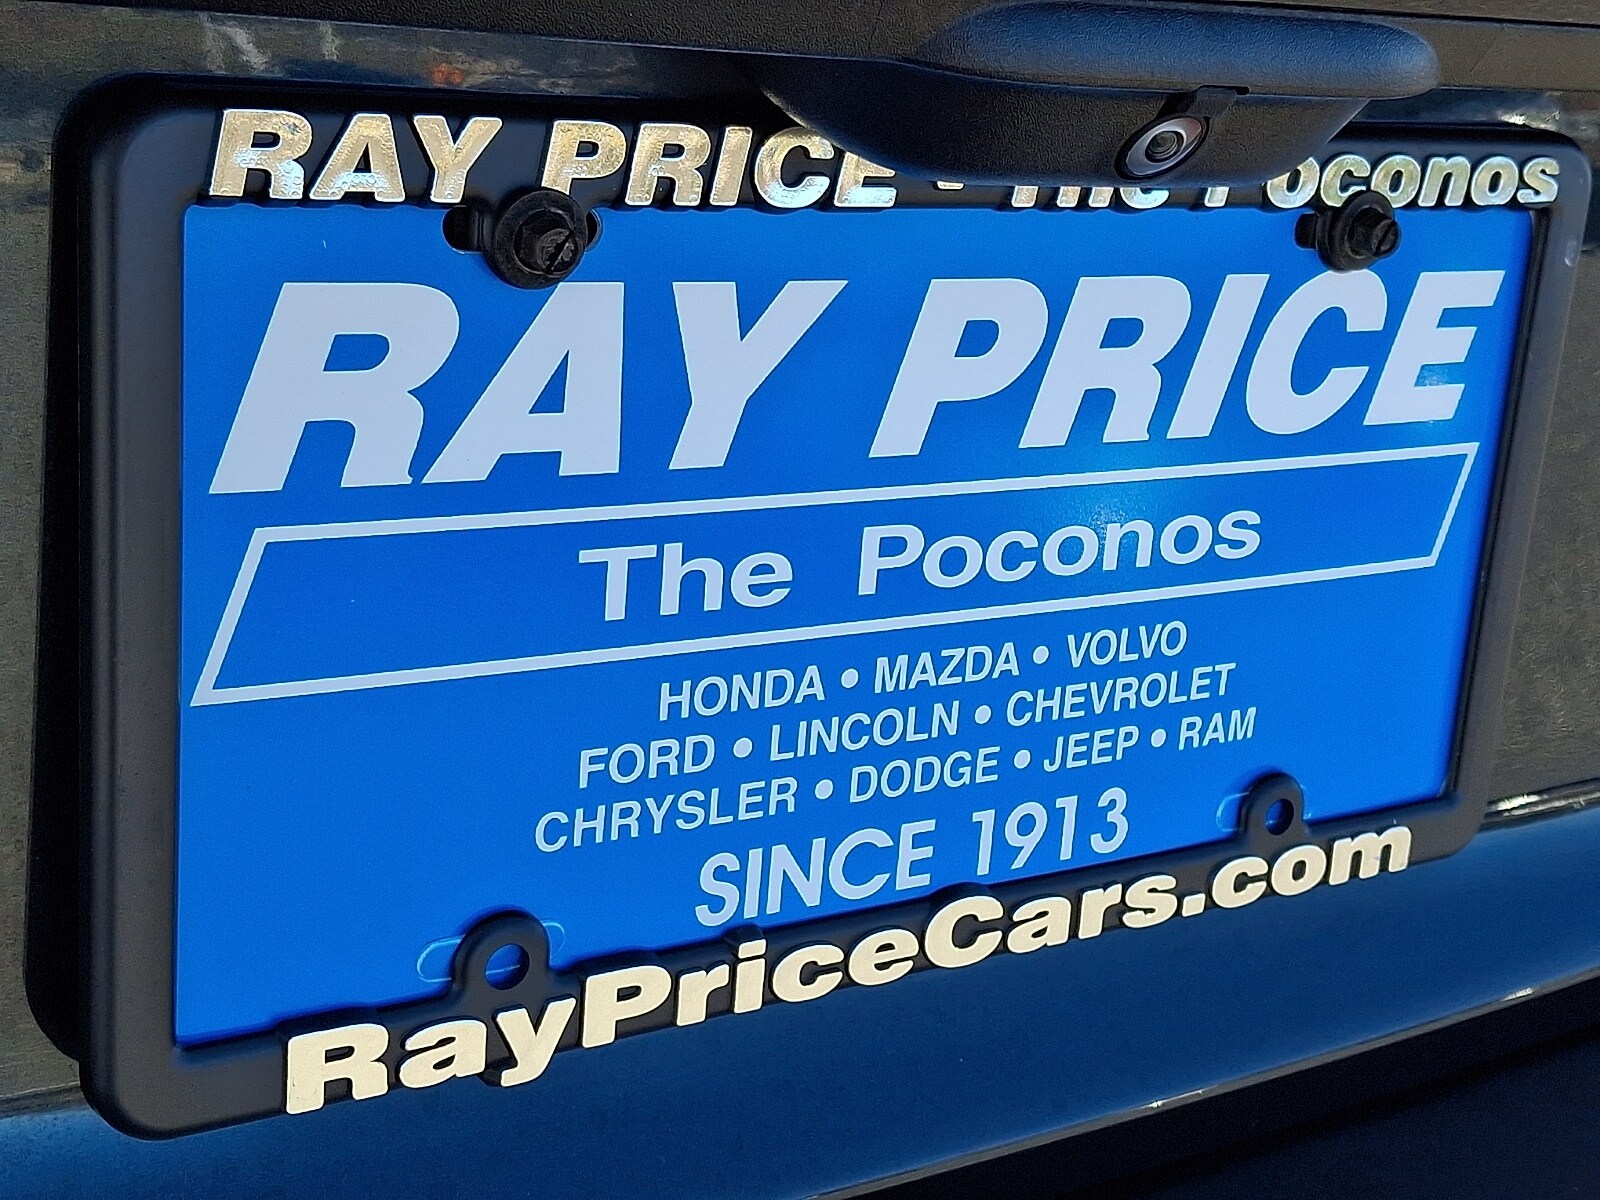 RAY PRICE · The Poconos
RAY PRICE
The Poconos
HONDA • MAZDA • VOLVO
FORD • LINCOLN • CHEVROLET
CHRYSLER • DODGE • JEEP • RAM
SINCE 1913
RayPriceCars.com